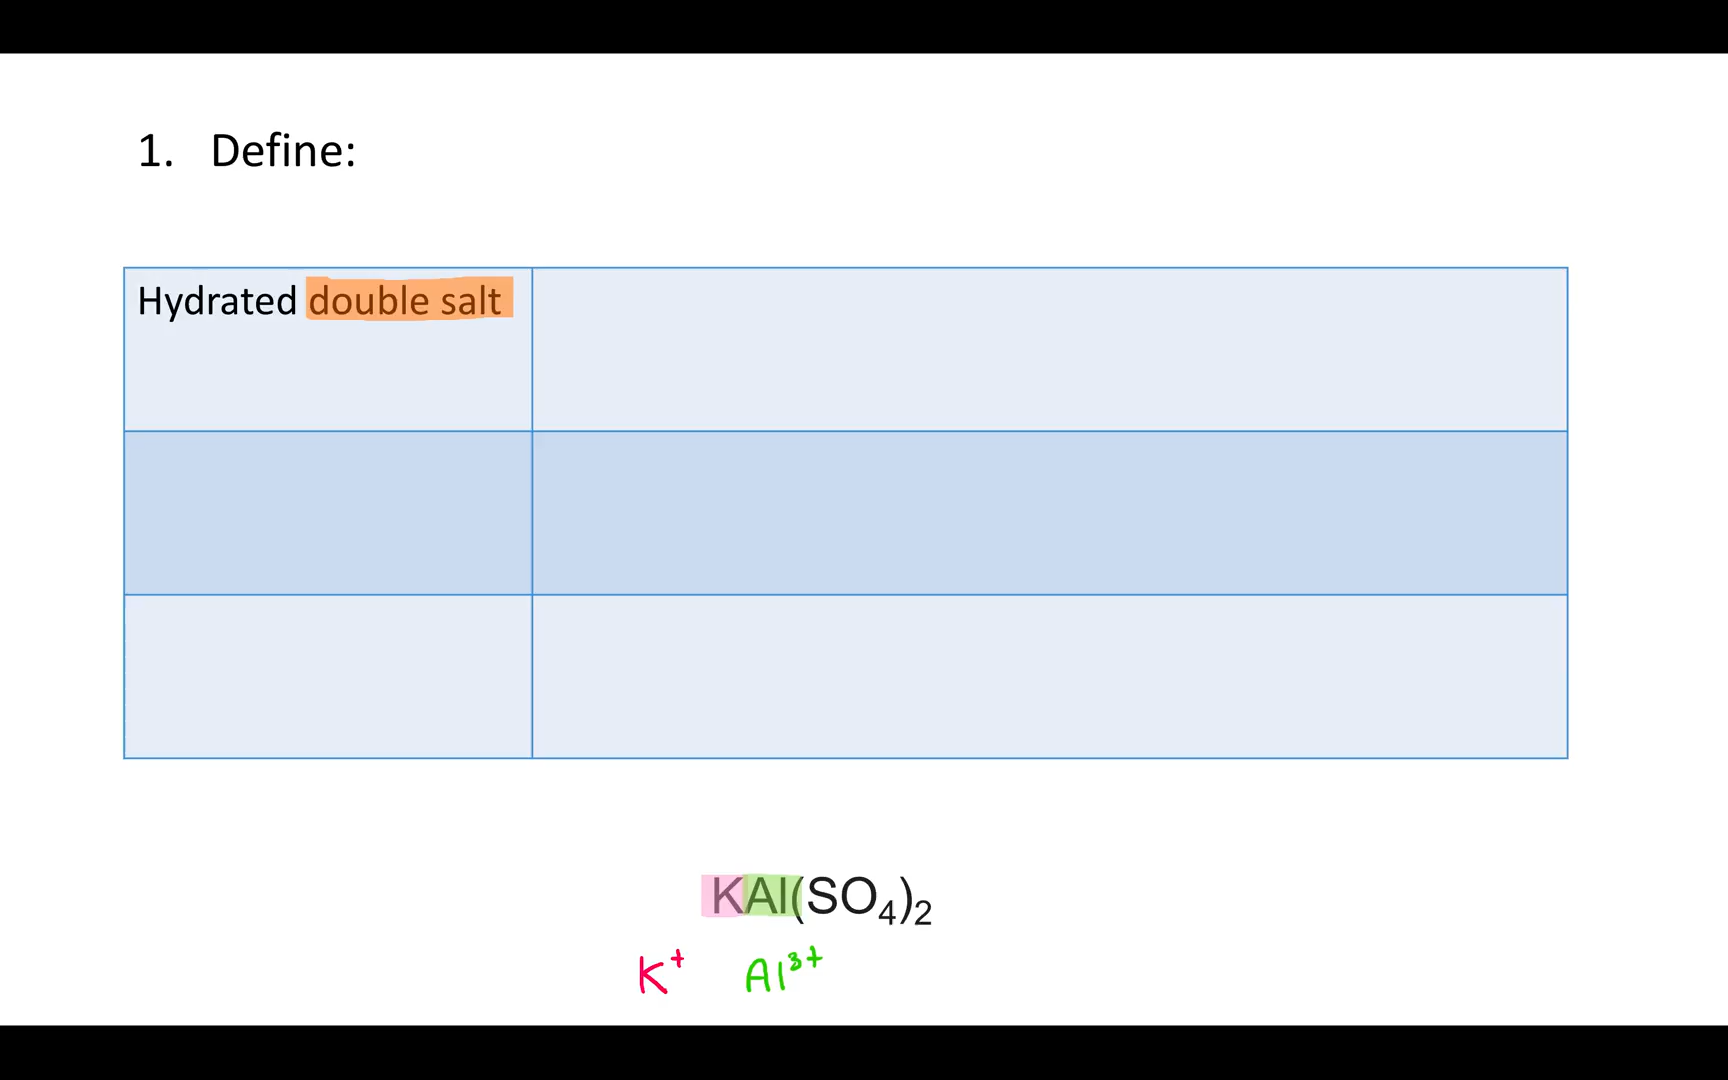 1. Define:
Hydrated double salt
KAl(SO₄)₂
K⁺ Al³⁺